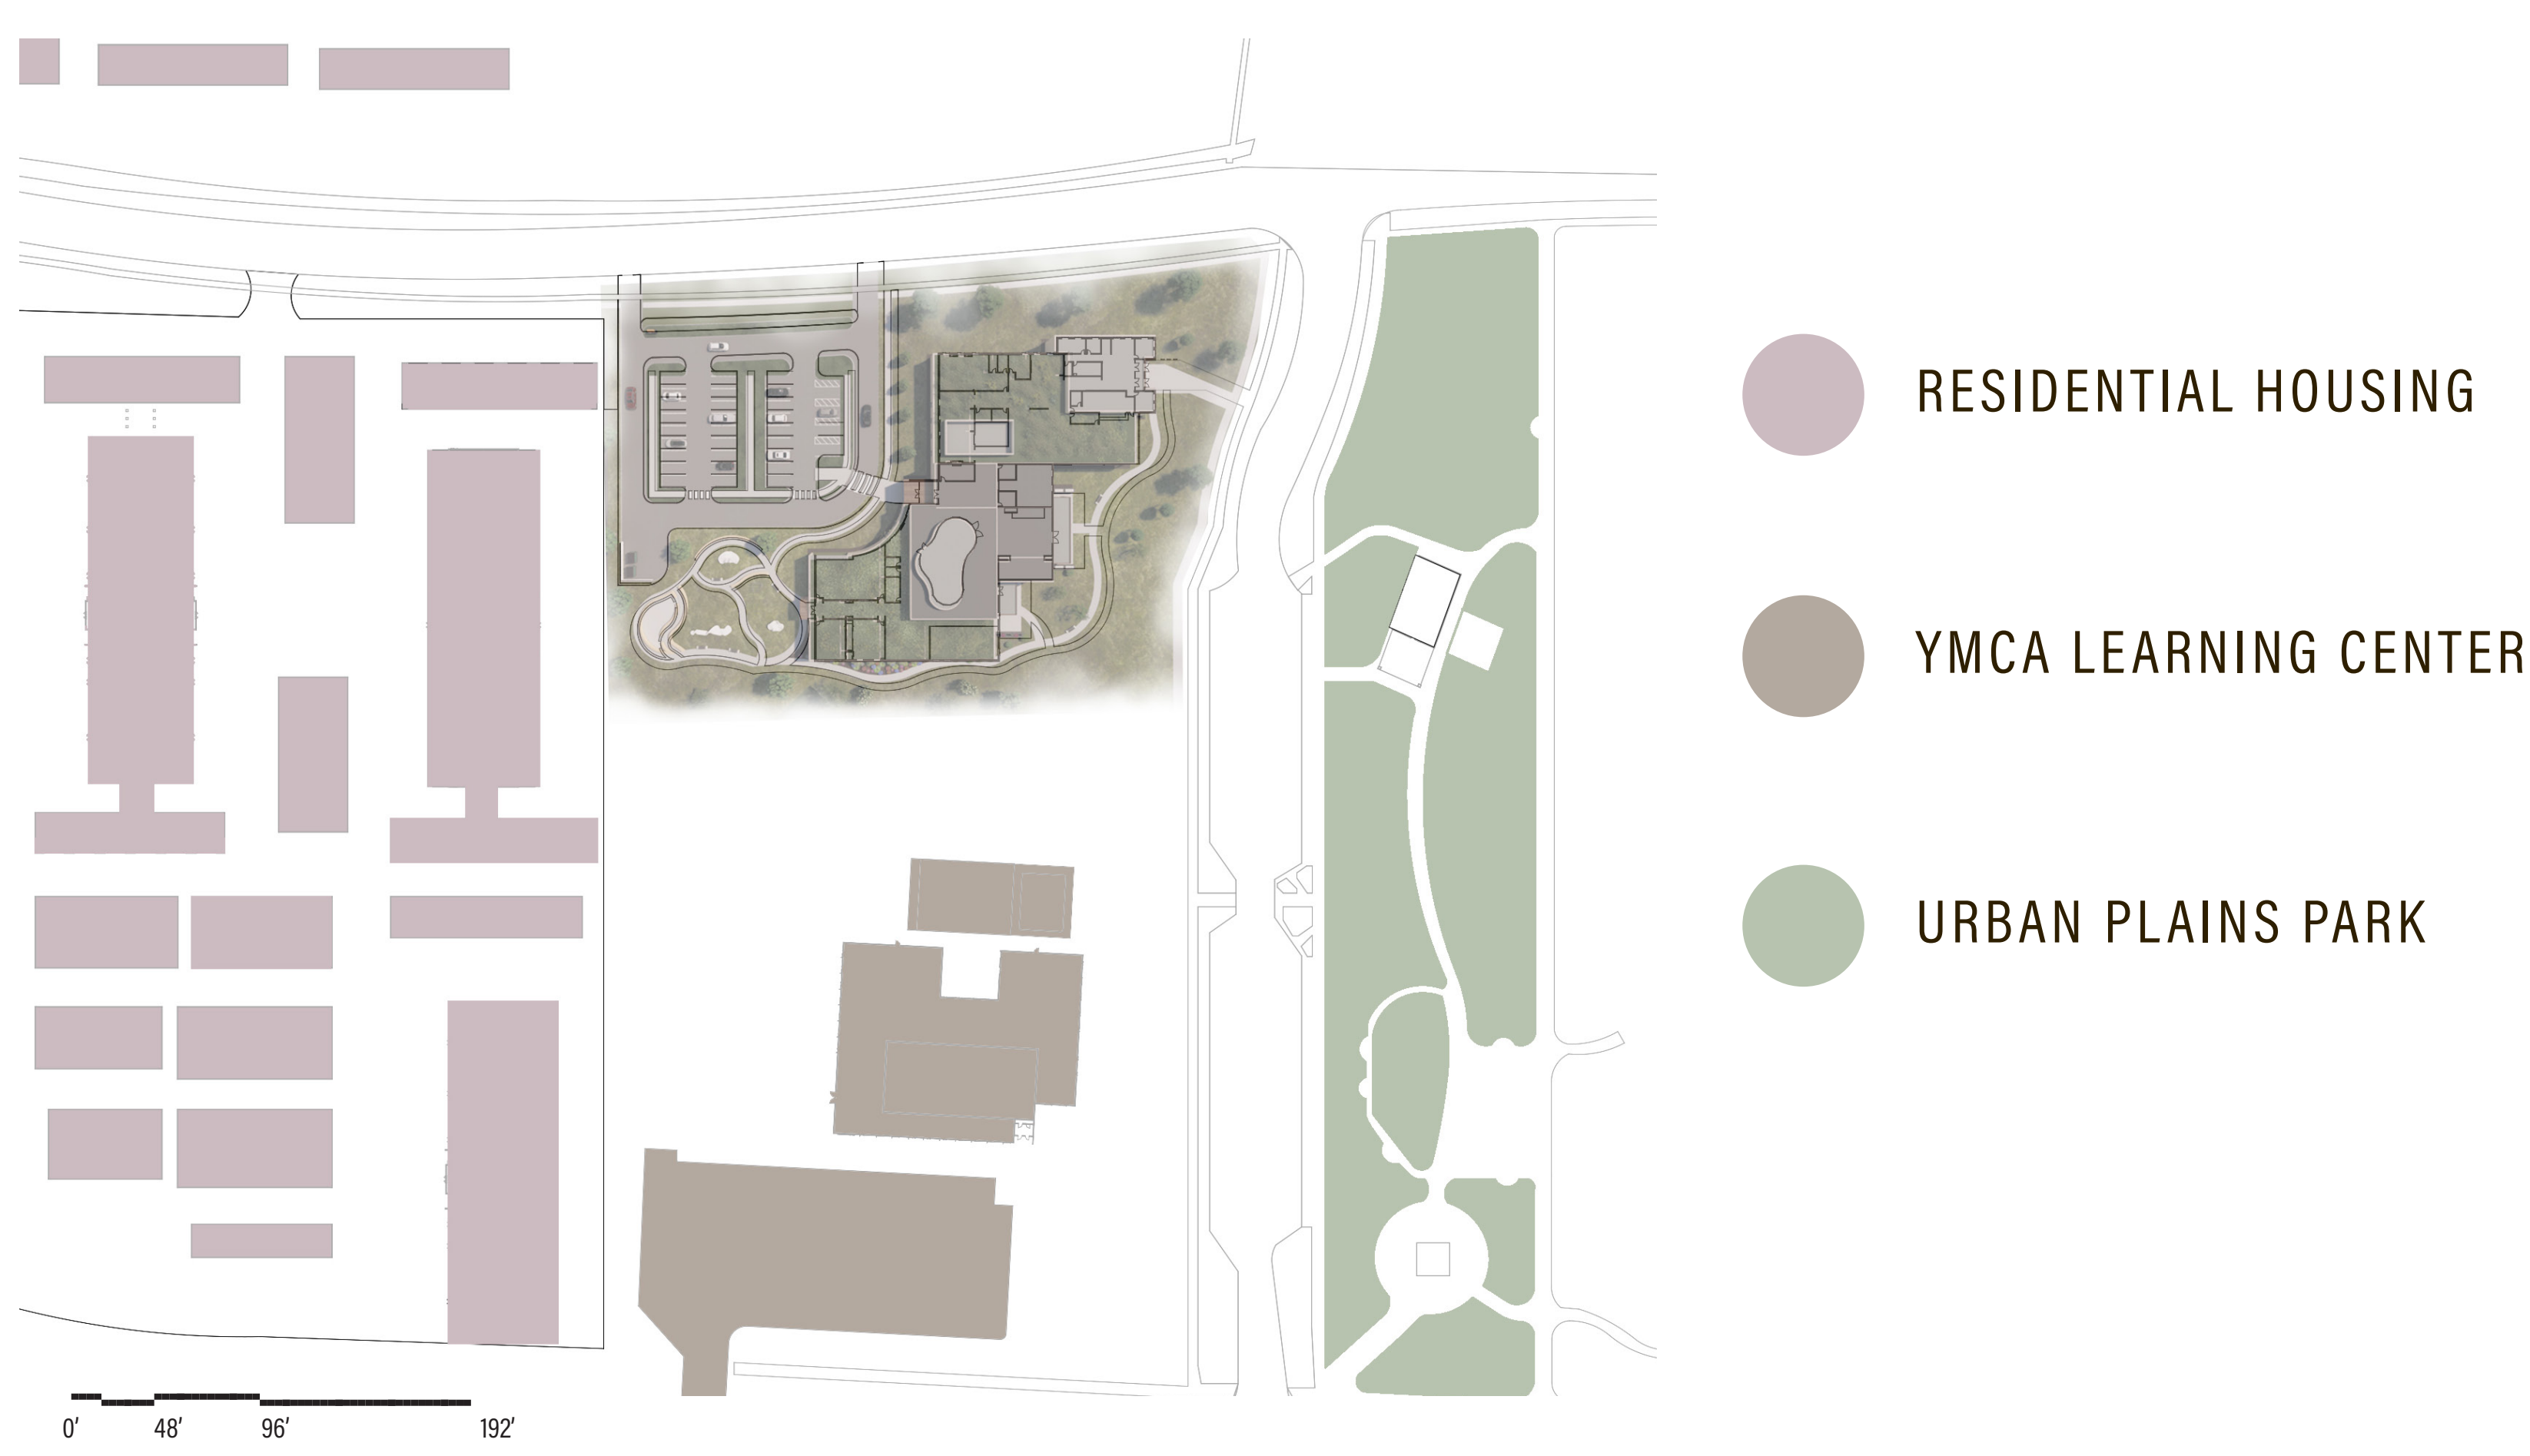 RESIDENTIAL HOUSING
YMCA LEARNING CENTER
URBAN PLAINS PARK
0' 48' 96' 192'